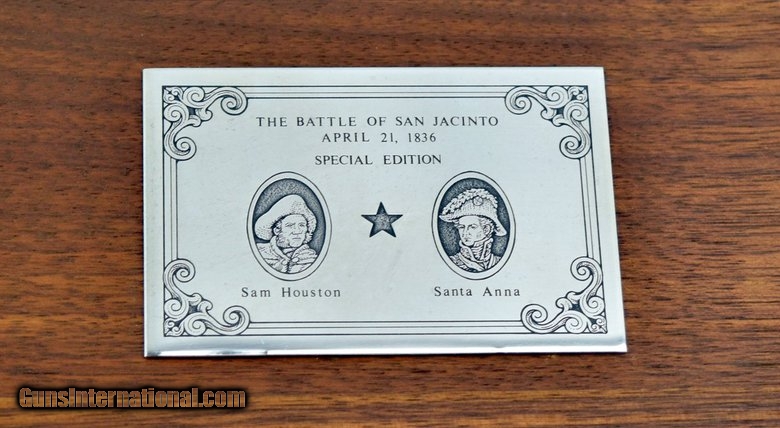 THE BATTLE OF SAN JACINTO
APRIL 21, 1836
SPECIAL EDITION
Sam Houston
Santa Anna
GunsInternational.com